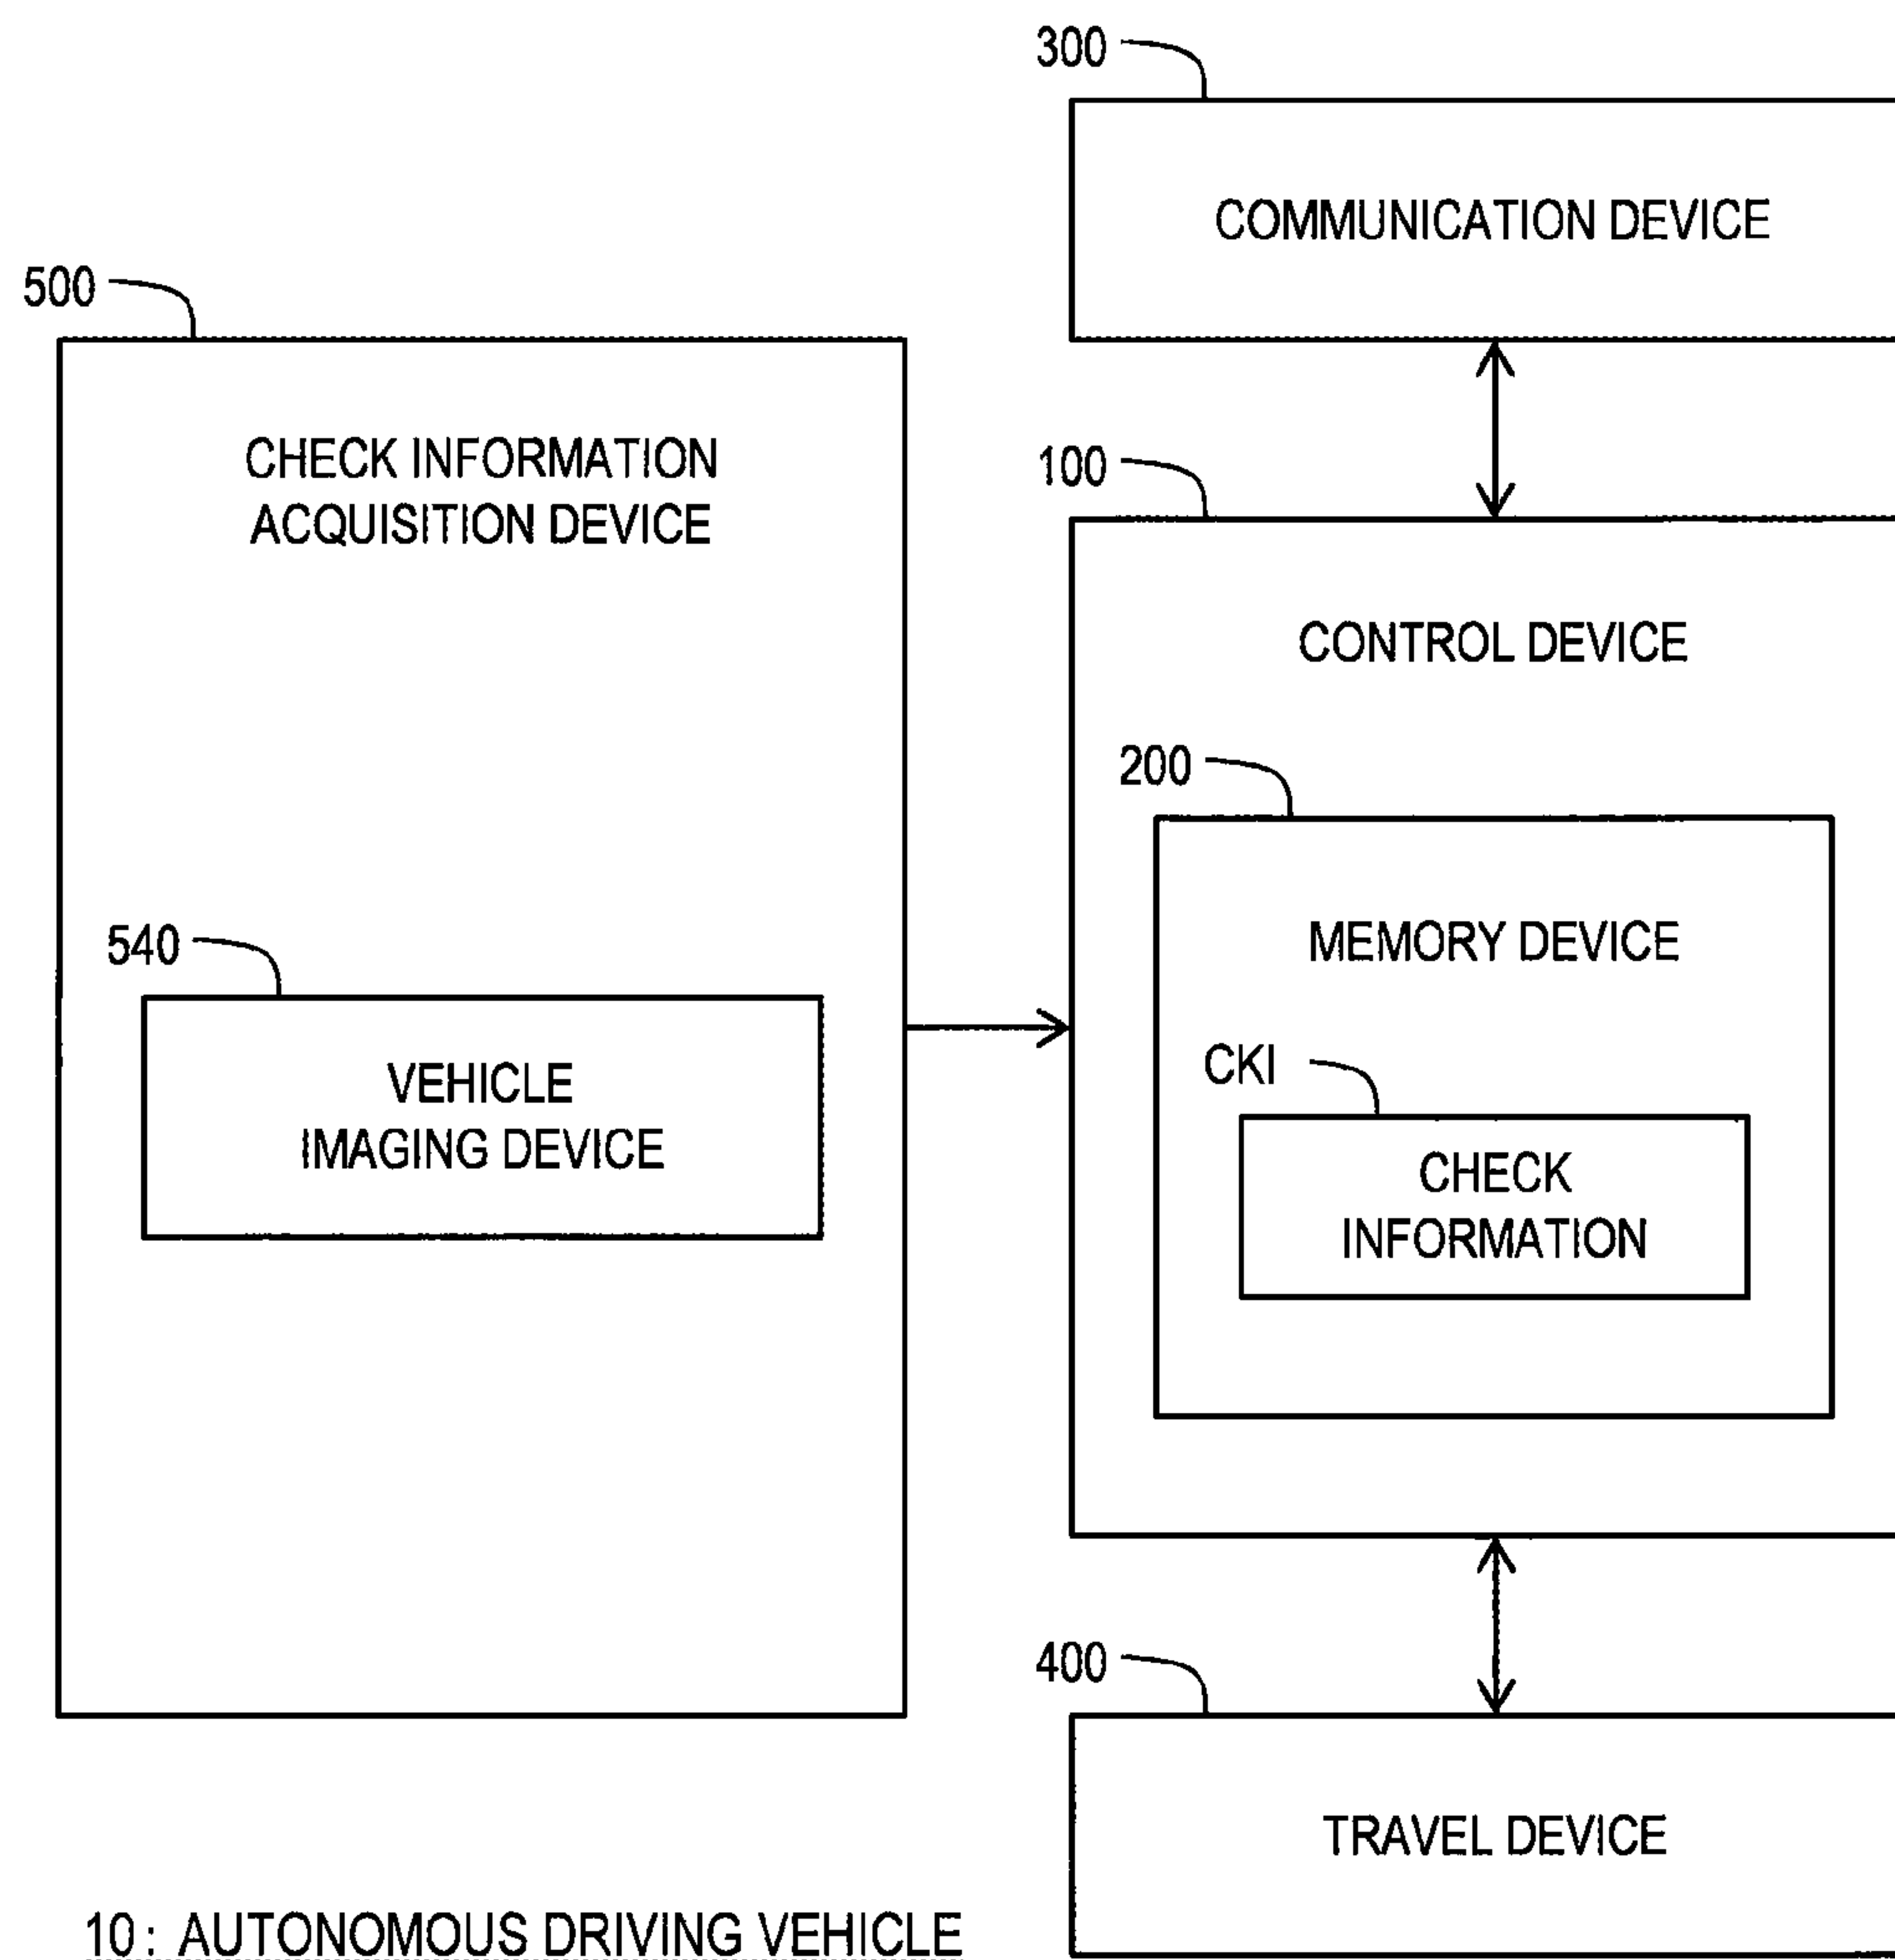 300
COMMUNICATION DEVICE
500
CHECK INFORMATION
ACQUISITION DEVICE
100
CONTROL DEVICE
200
MEMORY DEVICE
540
VEHICLE
IMAGING DEVICE
CKI
CHECK
INFORMATION
400
TRAVEL DEVICE
10 : AUTONOMOUS DRIVING VEHICLE